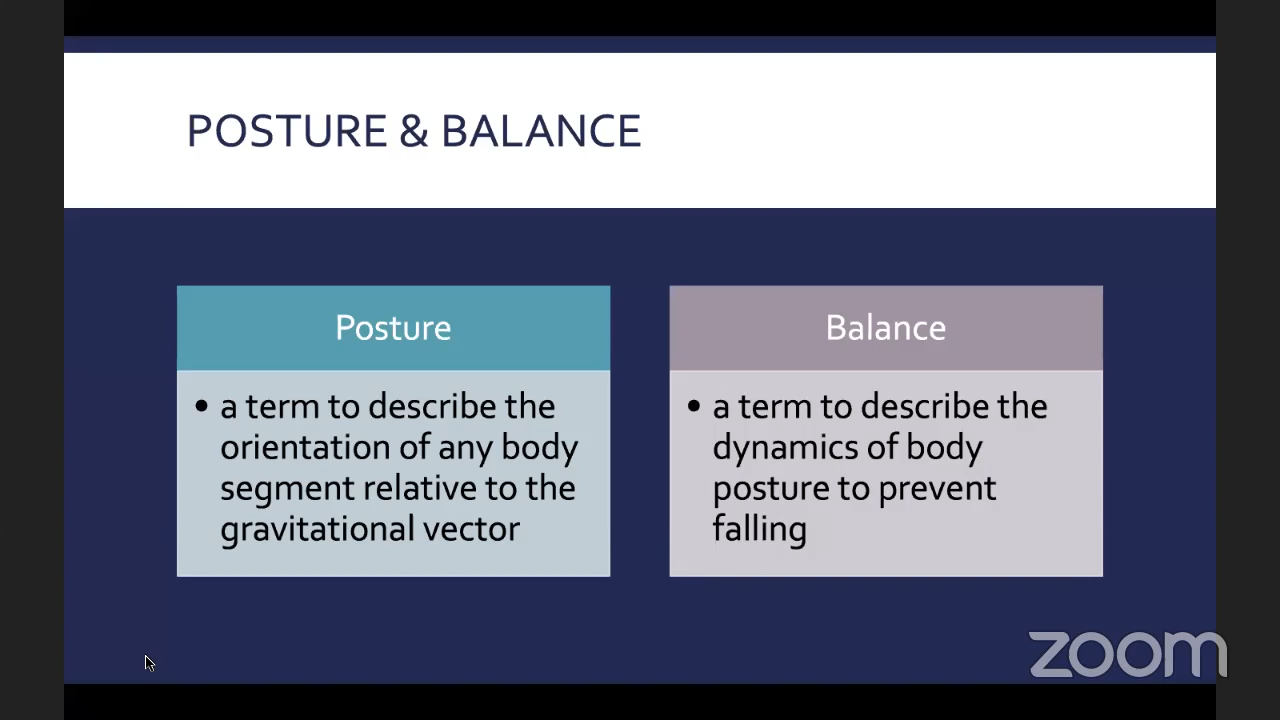 POSTURE & BALANCE
Posture
• a term to describe the
orientation of any body
segment relative to the
gravitational vector
Balance
• a term to describe the
dynamics of body
posture to prevent
falling
zoom